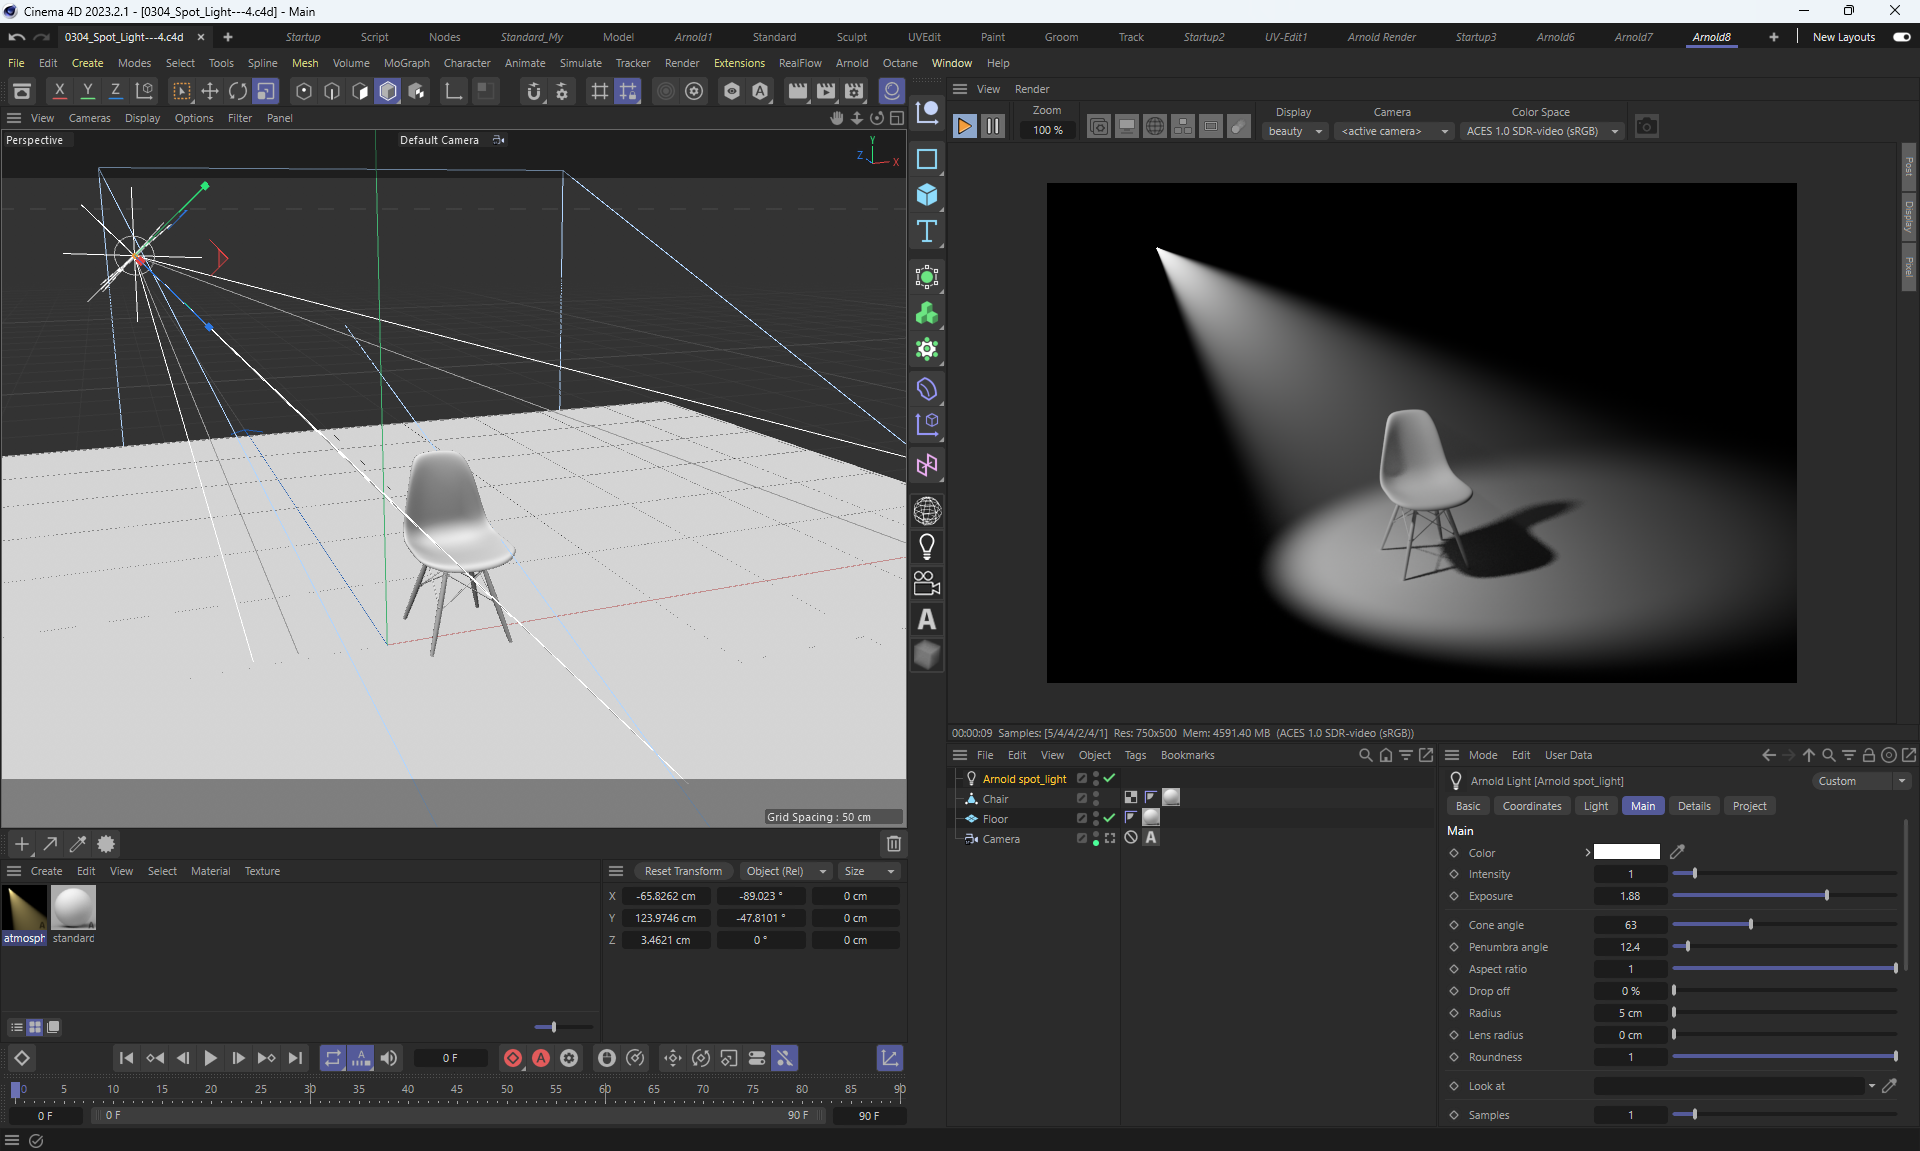 Cinema 4D 2023.2.1 - [0304_Spot_Light---4.c4d] - Main
0304_Spot_Light---4.c4d
Startup Script Nodes Standard_My Model Arnold1 Standard Sculpt UVEdit Paint Groom Track Startup2 UV-Edit1 Arnold Render Startup3 Arnold6 Arnold7 Arnold8 New Layouts
File Edit Create Modes Select Tools Spline Mesh Volume MoGraph Character Animate Simulate Tracker Render Extensions RealFlow Arnold Octane Window Help
X Y Z
View Cameras Display Options Filter Panel
Perspective
Default Camera
Y
Z
X
Grid Spacing : 50 cm
View Render
Zoom
100 %
Display
beauty
Camera
<active camera>
Color Space
ACES 1.0 SDR-video (sRGB)
Post
Display
Pixel
00:00:09 Samples: [5/4/4/2/4/1] Res: 750x500 Mem: 4591.40 MB (ACES 1.0 SDR-video (sRGB))
File Edit View Object Tags Bookmarks
Arnold spot_light
Chair
Floor
Camera
Mode Edit User Data
Arnold Light [Arnold spot_light]
Custom
Basic Coordinates Light Main Details Project
Main
Color
Intensity 1
Exposure 1.88
Cone angle 63
Penumbra angle 12.4
Aspect ratio 1
Drop off 0 %
Radius 5 cm
Lens radius 0 cm
Roundness 1
Look at
Samples 1
Create Edit View Select Material Texture
atmosph standard
Reset Transform Object (Rel) Size
X -65.8262 cm -89.023 ° 0 cm
Y 123.9746 cm -47.8101 ° 0 cm
Z 3.4621 cm 0 ° 0 cm
0 F
0 5 10 15 20 25 30 35 40 45 50 55 60 65 70 75 80 85 90
0 F 0 F 90 F 90 F